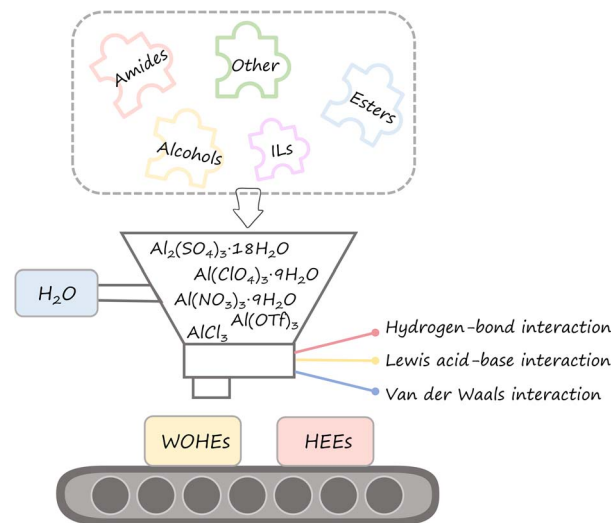 Amides
Other
Esters
Alcohols
ILs
Al₂(SO₄)₃·18H₂O
Al(ClO₄)₃·9H₂O
H₂O
Al(NO₃)₃·9H₂O
Al(OTf)₃
AlCl₃
Hydrogen-bond interaction
Lewis acid-base interaction
Van der Waals interaction
WOHEs
HEEs